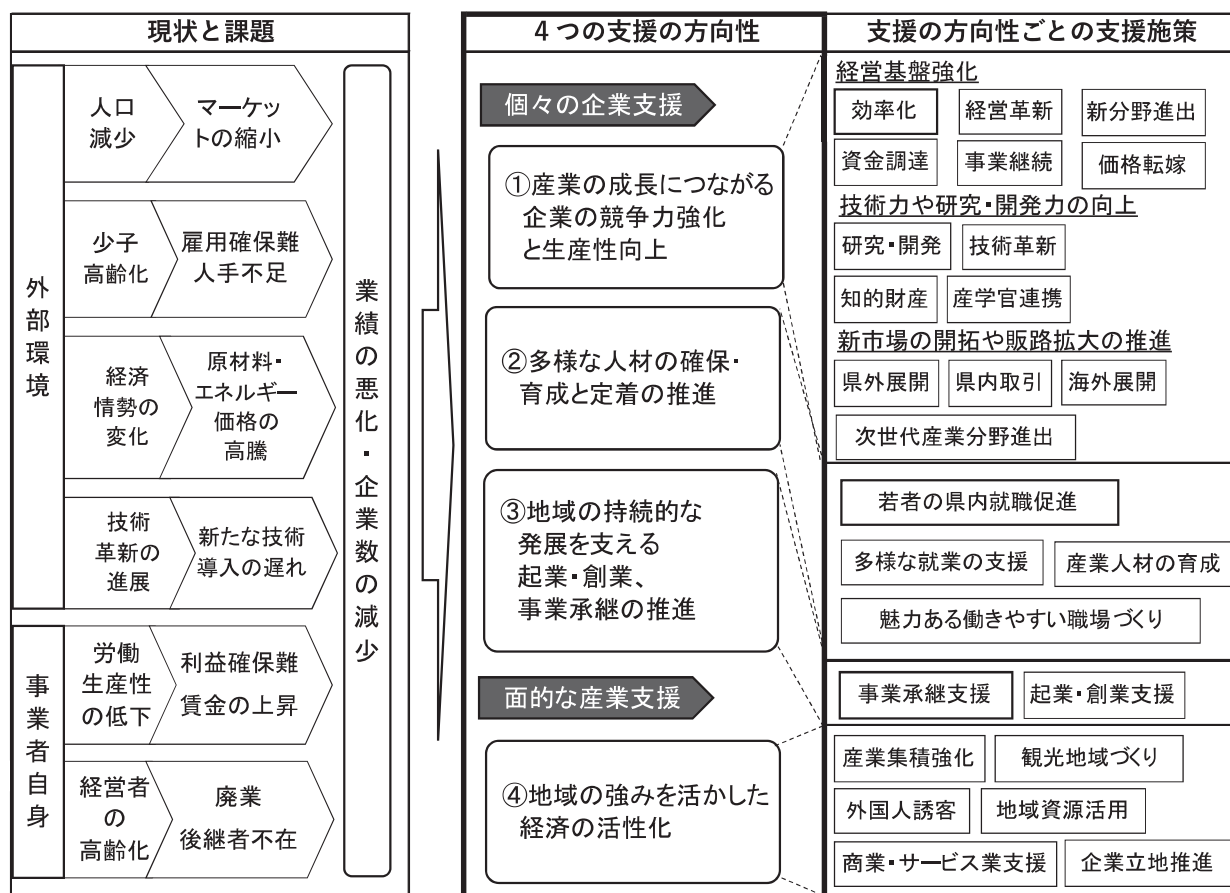 現状と課題
外部環境
人口
減少
マーケッ
トの縮小
少子
高齢化
雇用確保難
人手不足
経済
情勢の
変化
原材料・
エネルギー
価格の
高騰
技術
革新の
進展
新たな技術
導入の遅れ
事業者自身
労働
生産性
の低下
利益確保難
賃金の上昇
経営者
の
高齢化
廃業
後継者不在
業績の悪化・企業数の減少
4つの支援の方向性
個々の企業支援
①産業の成長につながる
企業の競争力強化
と生産性向上
②多様な人材の確保・
育成と定着の推進
③地域の持続的な
発展を支える
起業・創業、
事業承継の推進
面的な産業支援
④地域の強みを活かした
経済の活性化
支援の方向性ごとの支援施策
経営基盤強化
効率化 経営革新 新分野進出
資金調達 事業継続 価格転嫁
技術力や研究・開発力の向上
研究・開発 技術革新
知的財産 産学官連携
新市場の開拓や販路拡大の推進
県外展開 県内取引 海外展開
次世代産業分野進出
若者の県内就職促進
多様な就業の支援 産業人材の育成
魅力ある働きやすい職場づくり
事業承継支援 起業・創業支援
産業集積強化 観光地域づくり
外国人誘客 地域資源活用
商業・サービス業支援 企業立地推進